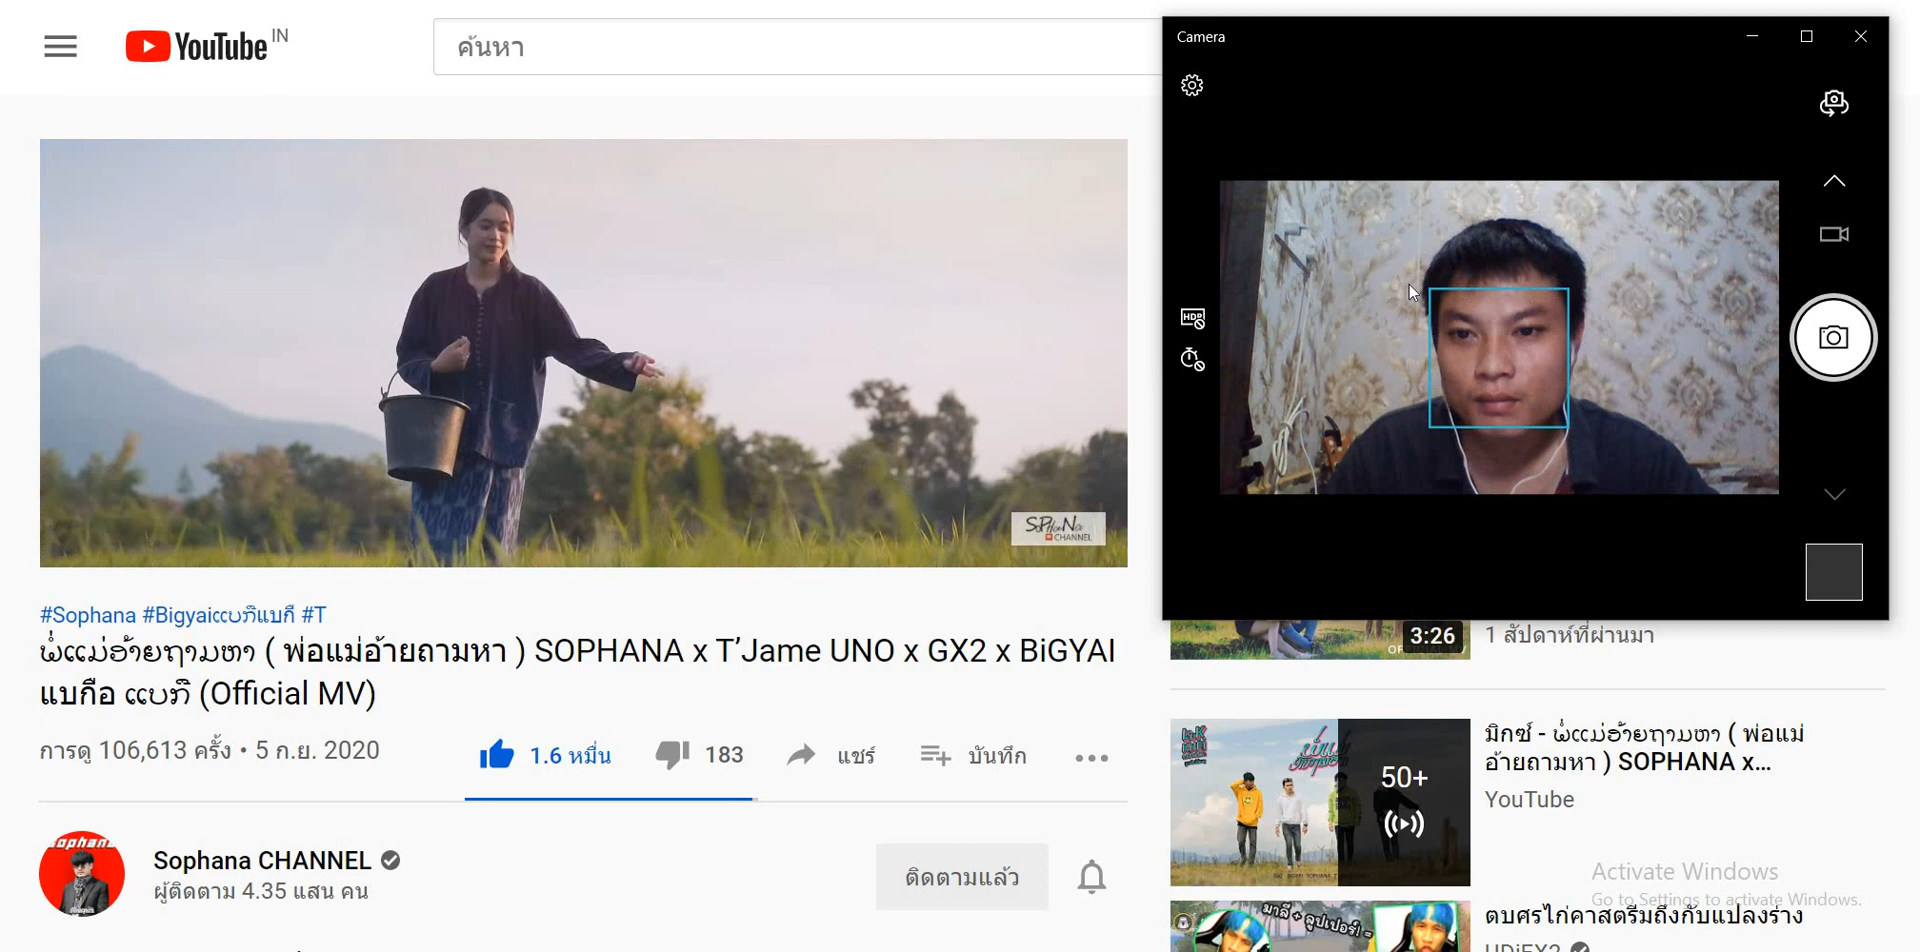 YouTube IN
ค้นหา
Camera
HDR
SOPHaNa
CHANNEL
#Sophana #Bigyaiແບກືแบกื #T
ພໍ່ແມ່ອ້າຍຖາມຫາ ( พ่อแม่อ้ายถามหา ) SOPHANA x T’Jame UNO x GX2 x BiGYAI
แบกือ ແບກື (Official MV)
การดู 106,613 ครั้ง • 5 ก.ย. 2020
1.6 หมื่น
183
แชร์
บันทึก
Sophana CHANNEL
ผู้ติดตาม 4.35 แสน คน
ติดตามแล้ว
3:26
1 สัปดาห์ที่ผ่านมา
50+
มิกซ์ - ພໍ່ແມ່ອ້າຍຖາມຫາ ( พ่อแม่
อ้ายถามหา ) SOPHANA x...
YouTube
Activate Windows
Go to Settings to activate Windows.
ตบศรไก่คาสตรีมถึงกับแปลงร่าง